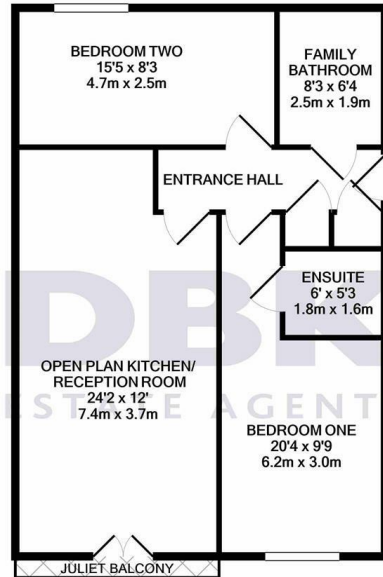 BEDROOM TWO
15'5 x 8'3
4.7m x 2.5m
FAMILY
BATHROOM
8'3 x 6'4
2.5m x 1.9m
ENTRANCE HALL
ENSUITE
6' x 5'3
1.8m x 1.6m
DBK
ESTATE AGENT
OPEN PLAN KITCHEN/
RECEPTION ROOM
24'2 x 12'
7.4m x 3.7m
BEDROOM ONE
20'4 x 9'9
6.2m x 3.0m
JULIET BALCONY